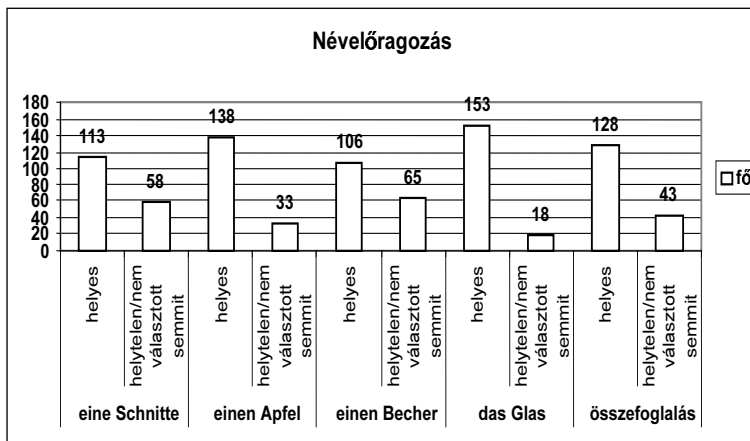 Névelőragozás
180
160
140
120
100
80
60
40
20
0
113
58
138
33
106
65
153
18
128
43
fő
helyes
helytelen/nem
választott
semmit
helyes
helytelen/nem
választott
semmit
helyes
helytelen/nem
választott
semmit
helyes
helytelen/nem
választott
semmit
helyes
helytelen/nem
választott
semmit
eine Schnitte
einen Apfel
einen Becher
das Glas
összefoglalás